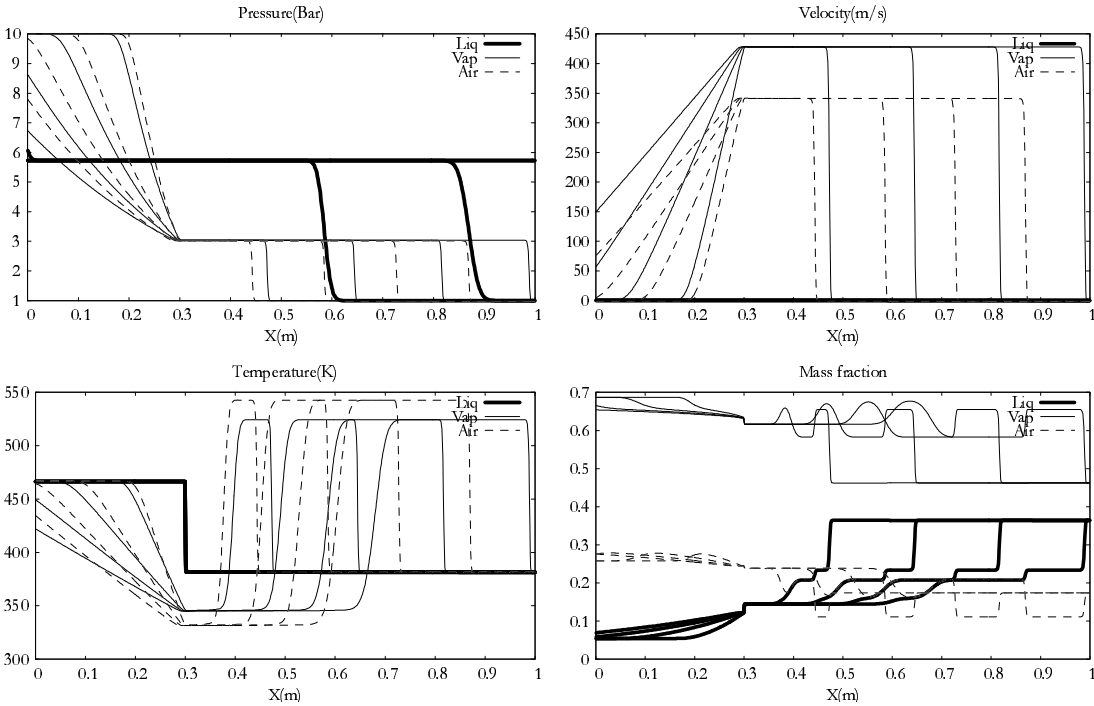 Pressure(Bar)
10
9
8
7
6
5
4
3
2
1
Liq
Vap
Air
0 0.1 0.2 0.3 0.4 0.5 0.6 0.7 0.8 0.9 1
X(m)
Velocity(m/s)
450
400
350
300
250
200
150
100
50
0
Liq
Vap
Air
0 0.1 0.2 0.3 0.4 0.5 0.6 0.7 0.8 0.9 1
X(m)
Temperature(K)
550
500
450
400
350
300
Liq
Vap
Air
0 0.1 0.2 0.3 0.4 0.5 0.6 0.7 0.8 0.9 1
X(m)
Mass fraction
0.7
0.6
0.5
0.4
0.3
0.2
0.1
0
Liq
Vap
Air
0 0.1 0.2 0.3 0.4 0.5 0.6 0.7 0.8 0.9 1
X(m)